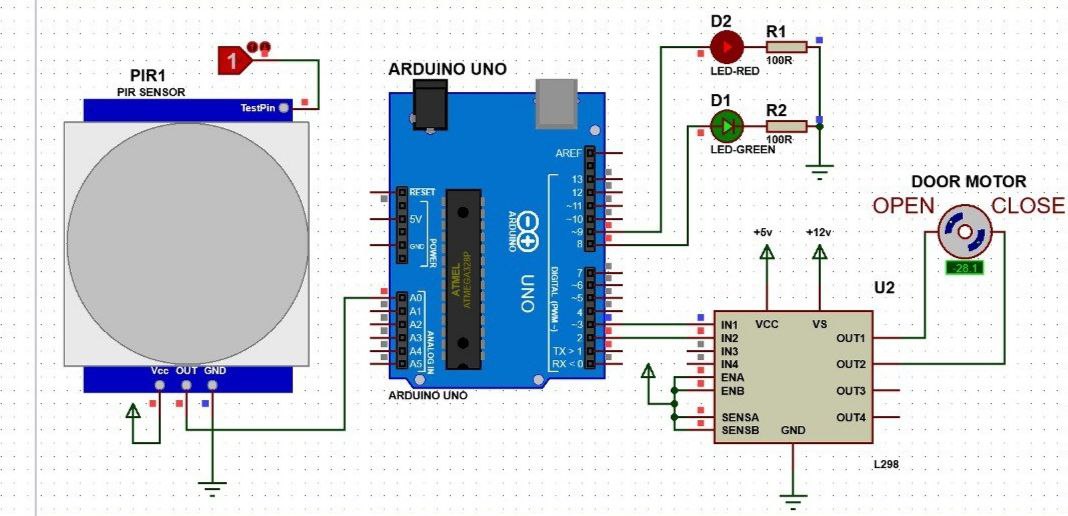 PIR1
PIR SENSOR
1
TestPin
Vcc OUT GND
ARDUINO UNO
AREF
RESET
5V
GND
POWER
13
12
~11
~10
~9
8
7
~6
~5
4
~3
2
TX > 1
RX < 0
DIGITAL (PWM ~)
A0
A1
A2
A3
A4
A5
ANALOG IN
ATMEL
ATMEGA328P
ARDUINO
UNO
ARDUINO UNO
D2
R1
LED-RED
100R
D1
R2
LED-GREEN
100R
DOOR MOTOR
OPEN CLOSE
-28.1
+5v
+12v
U2
VCC
VS
IN1
IN2
IN3
IN4
ENA
ENB
SENSA
SENSB
OUT1
OUT2
OUT3
OUT4
GND
L298